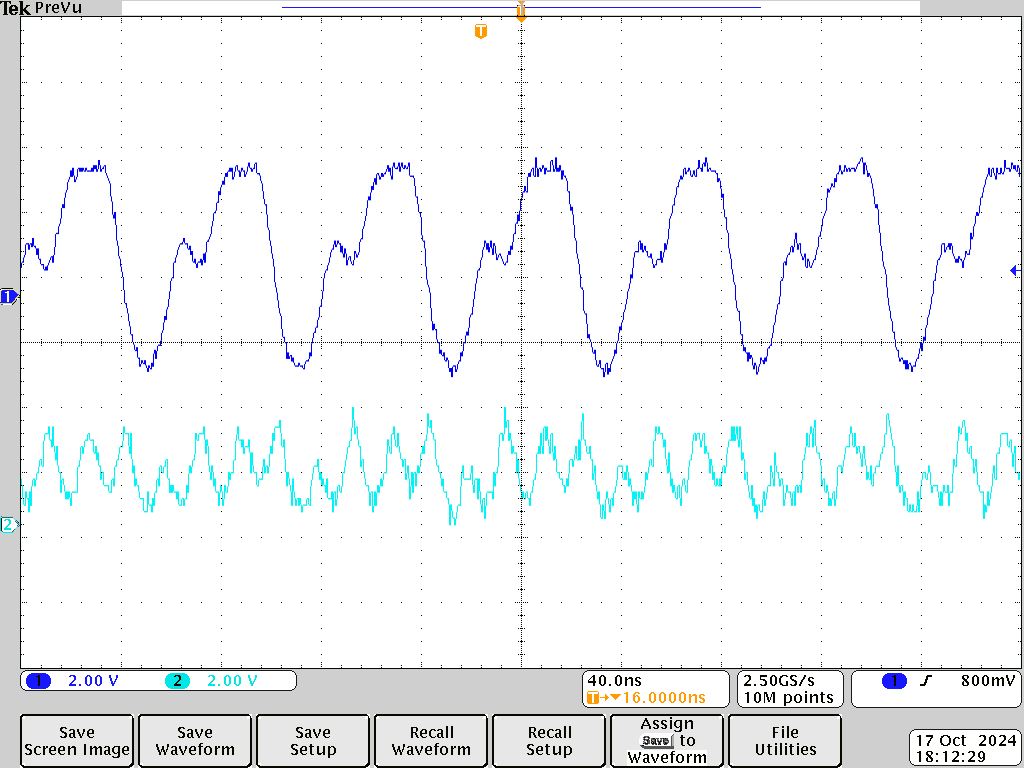 Tek PreVu
T
T
1
2
1 2.00 V 2 2.00 V
40.0ns
T→▼16.0000ns
2.50GS/s
10M points
1 800mV
Save
Screen Image
Save
Waveform
Save
Setup
Recall
Waveform
Recall
Setup
Assign
Save to
Waveform
File
Utilities
17 Oct 2024
18:12:29